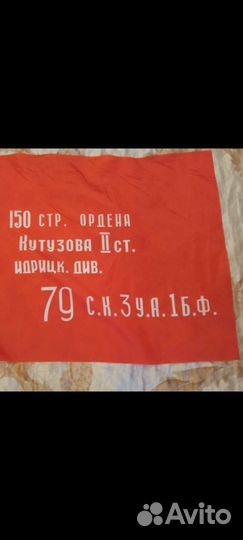 150 СТР. ОРДЕНА
Кутузова II ст.
ИДРИЦК. ДИВ.
79 С.К. 3 У.А. 1 Б.Ф.
Avito